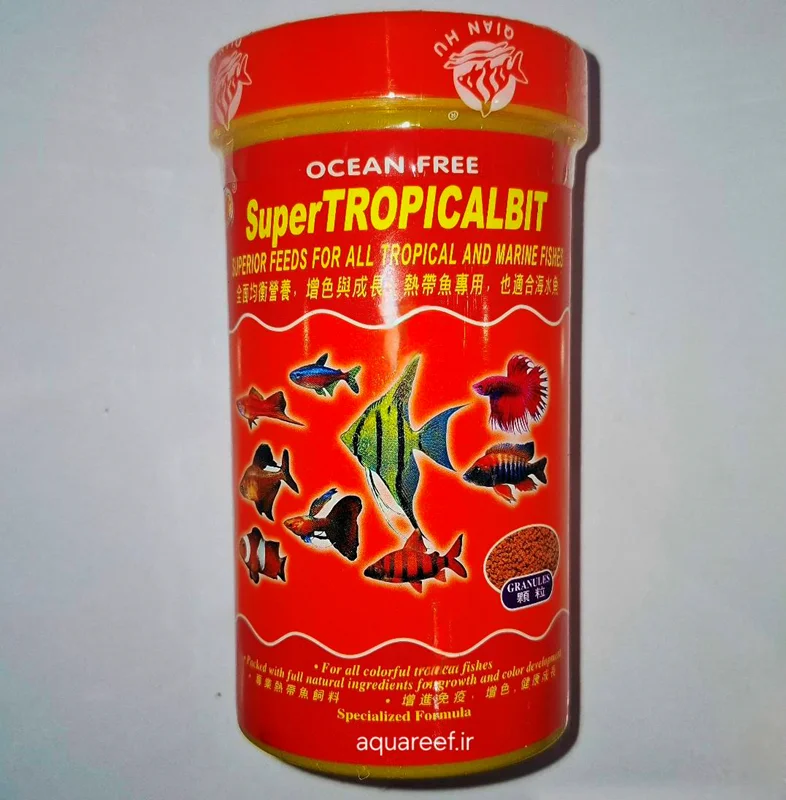 QIAN HU
®
OCEAN FREE
SuperTROPICALBIT
SUPERIOR FEEDS FOR ALL TROPICAL AND MARINE FISHES
全面均衡營養，增色與成長，熱帶魚專用，也適合海水魚
GRANULES
顆粒
• For all colorful tropical fishes
• Packed with full natural ingredients for growth and color development
• 專業熱帶魚飼料 • 增進免疫，增色，健康成長
Specialized Formula
aquareef.ir